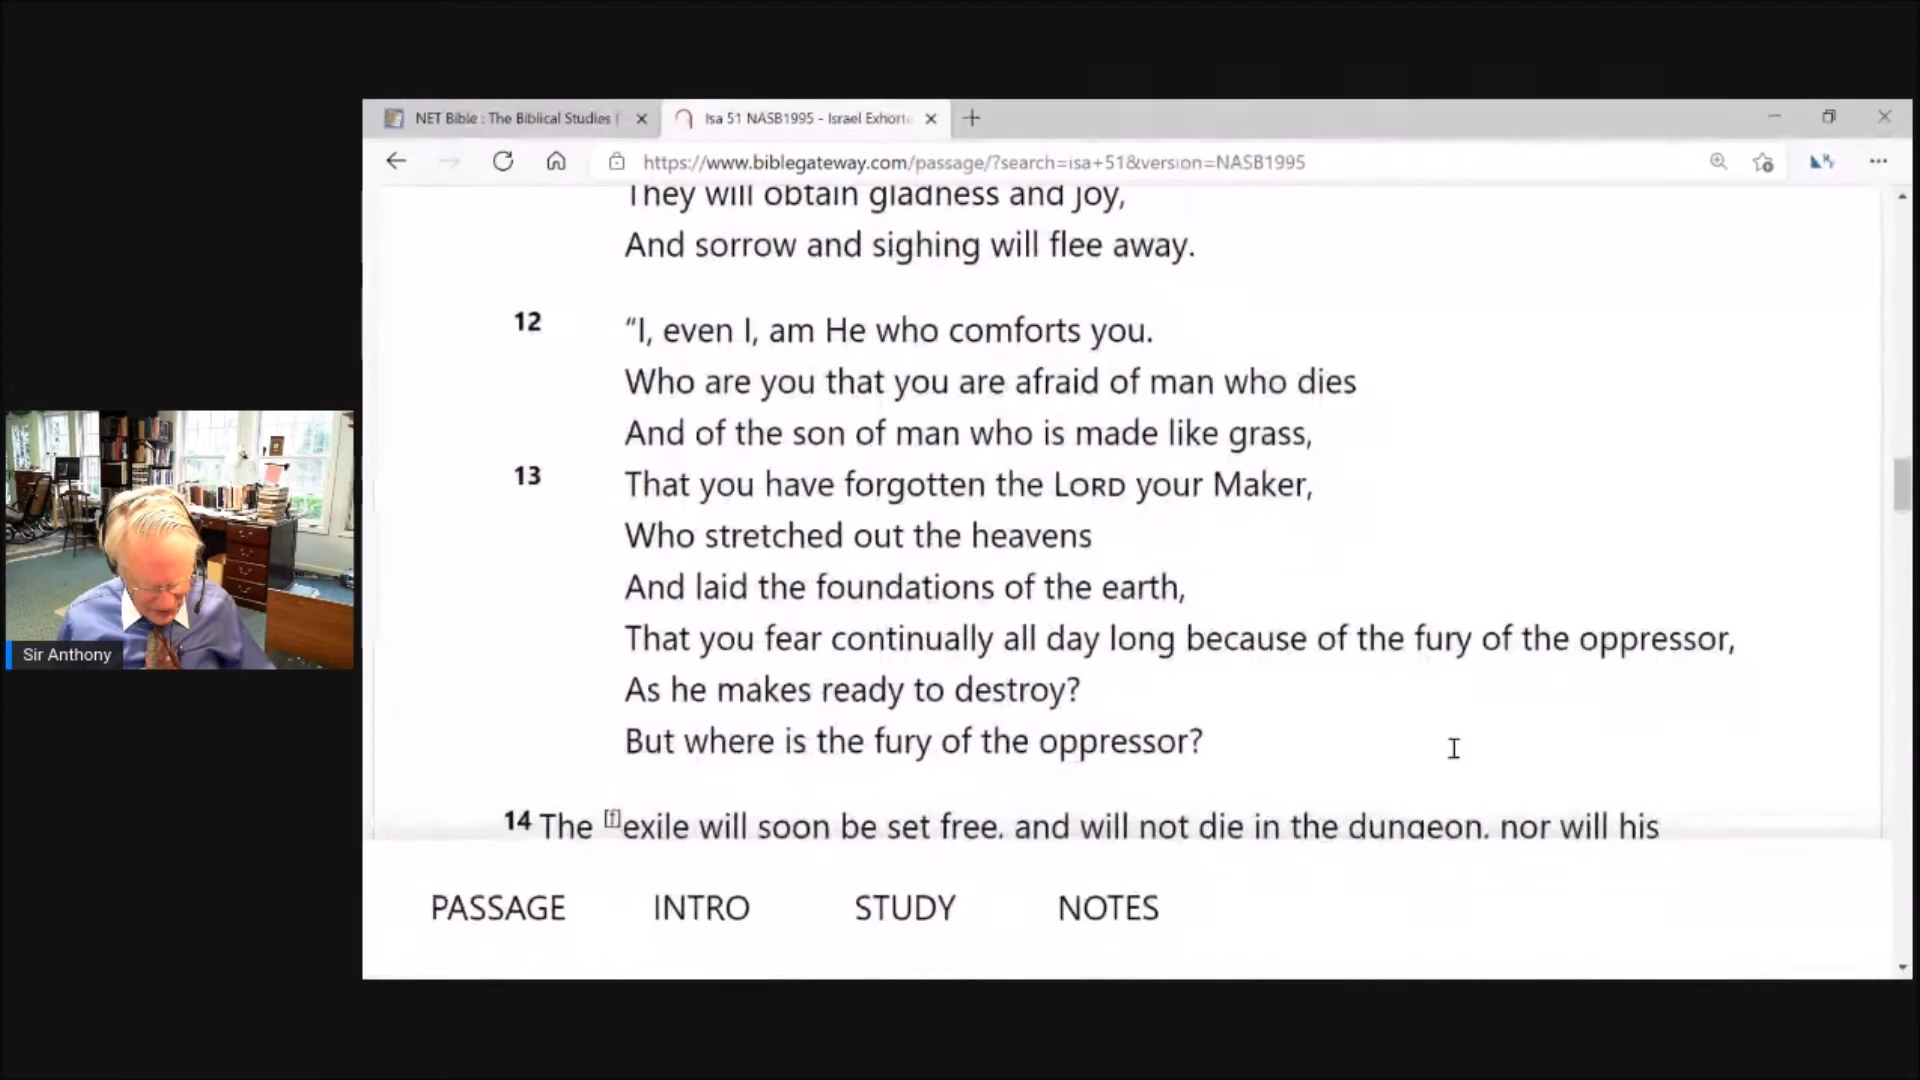 NET Bible : The Biblical Studies
Isa 51 NASB1995 - Israel Exhorte
https://www.biblegateway.com/passage/?search=isa+51&version=NASB1995
They will obtain gladness and joy,
And sorrow and sighing will flee away.
12 “I, even I, am He who comforts you.
Who are you that you are afraid of man who dies
And of the son of man who is made like grass,
13 That you have forgotten the LORD your Maker,
Who stretched out the heavens
And laid the foundations of the earth,
That you fear continually all day long because of the fury of the oppressor,
As he makes ready to destroy?
But where is the fury of the oppressor?
14 The [f]exile will soon be set free, and will not die in the dungeon, nor will his
PASSAGE INTRO STUDY NOTES
Sir Anthony